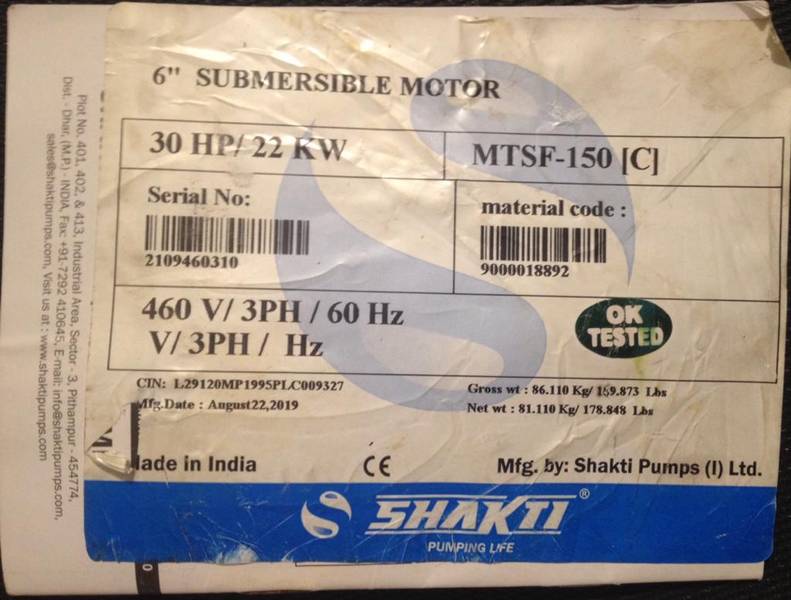 6" SUBMERSIBLE MOTOR
30 HP/ 22 KW
MTSF-150 [C]
Serial No:
2109460310
material code :
9000018892
460 V/ 3PH / 60 Hz
V/ 3PH / Hz
OK
TESTED
CIN: L29120MP1995PLC009327
Mfg.Date : August22,2019
Gross wt : 86.110 Kg/ 189.873 Lbs
Net wt : 81.110 Kg/ 178.848 Lbs
Made in India
CE
Mfg. by: Shakti Pumps (I) Ltd.
SHAKTI®
PUMPING LIFE
Plot No. 401, 402, & 413, Industrial Area, Sector - 3, Pithampur - 454774,
Dist. - Dhar, (M.P.) - INDIA, Fax: +91-7292 410645, E-mail: info@shaktipumps.com,
sales@shaktipumps.com, Visit us at : www.shaktipumps.com